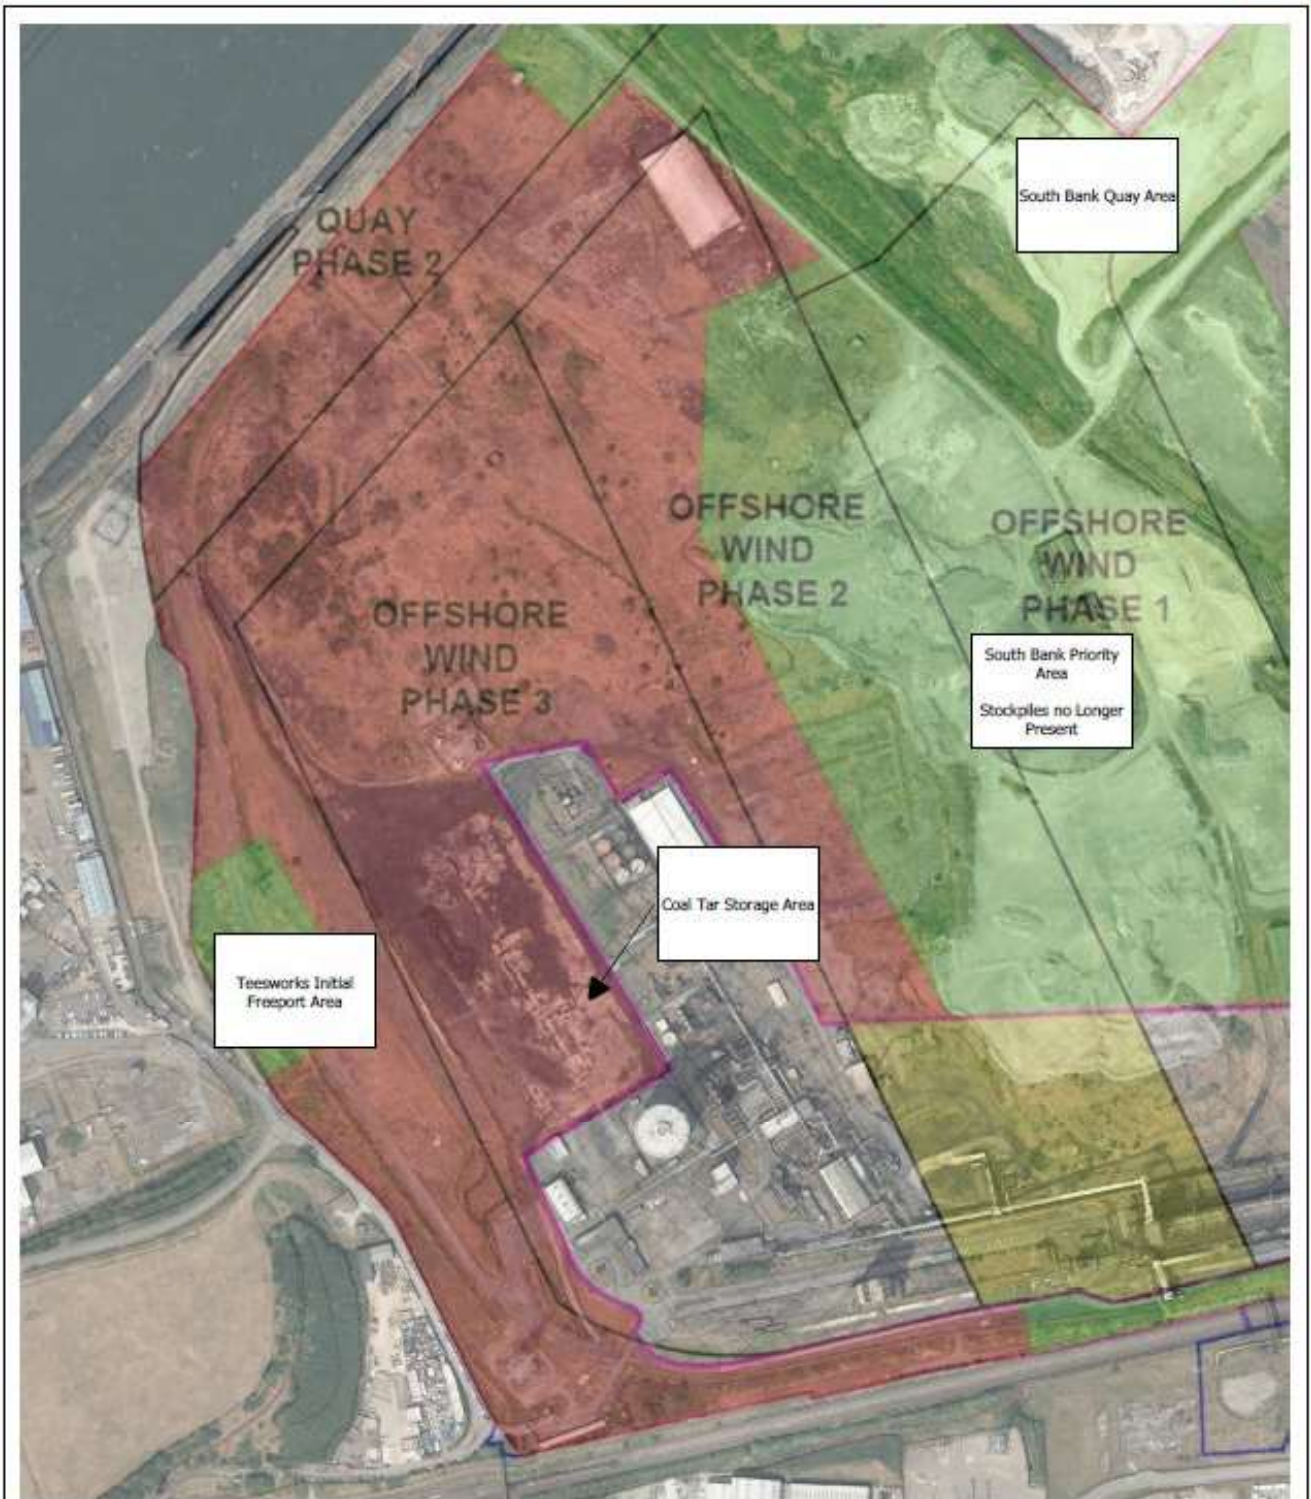 South Bank Quay Area
QUAY
PHASE 2
OFFSHORE
WIND
PHASE 2
OFFSHORE
WIND
PHASE 1
OFFSHORE
WIND
PHASE 3
South Bank Priority
Area
Stockpiles no Longer
Present
Coal Tar Storage Area
Teesworks Initial
Freeport Area